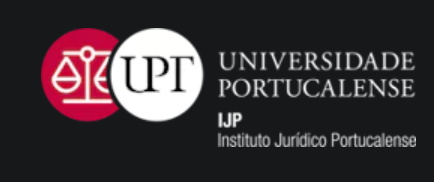 UPT
UNIVERSIDADE
PORTUCALENSE
IJP
Instituto Jurídico Portucalense